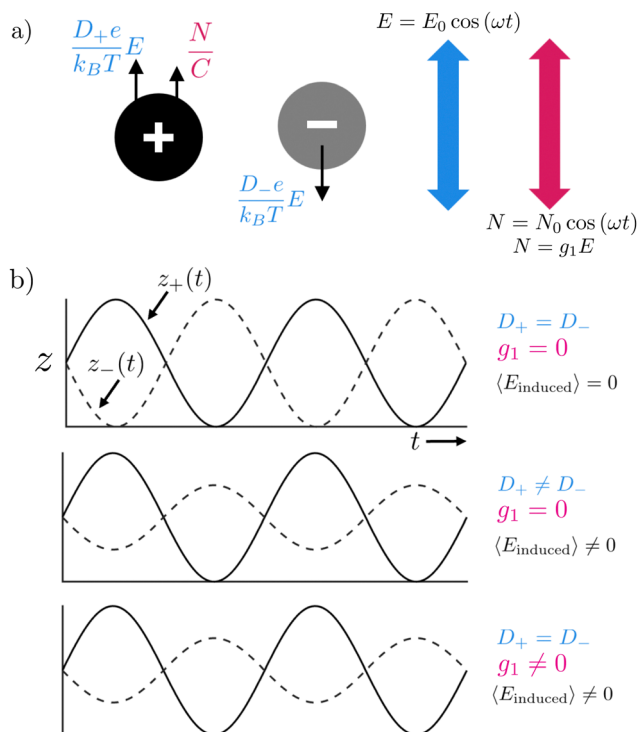 a)
D₊e/k_BT E
N/C
E = E₀ cos (ωt)
+
−
D₋e/k_BT E
N = N₀ cos (ωt)
N = g₁E
b)
z₊(t)
z₋(t)
z
t
D₊ = D₋
g₁ = 0
⟨E_induced⟩ = 0
D₊ ≠ D₋
g₁ = 0
⟨E_induced⟩ ≠ 0
D₊ = D₋
g₁ ≠ 0
⟨E_induced⟩ ≠ 0